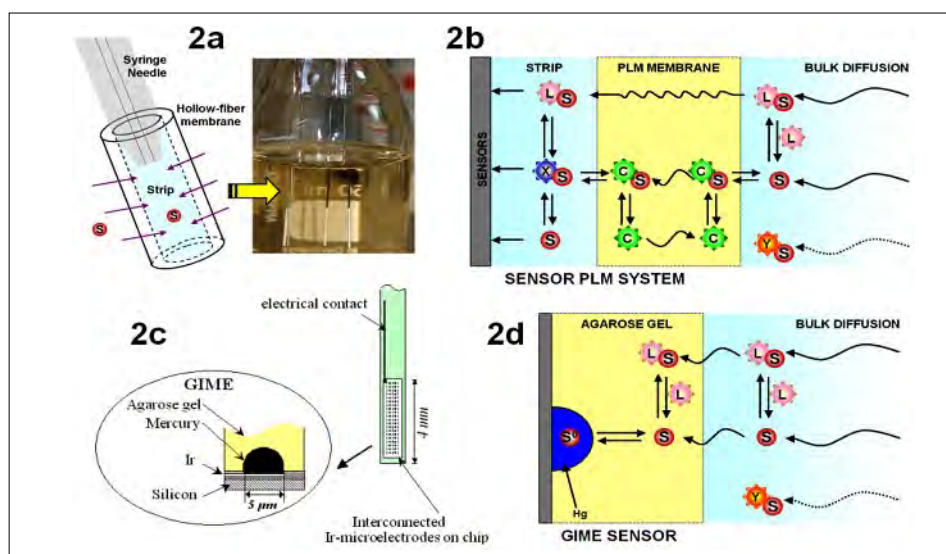 2a
Syringe
Needle
Hollow-fiber
membrane
Strip
S
S
2b
STRIP
PLM MEMBRANE
BULK DIFFUSION
SENSORS
L S
L S
L
X S
C S
C S
S
S
C
C
Y S
SENSOR PLM SYSTEM
2c
electrical contact
GIME
Agarose gel
Mercury
Ir
Silicon
5 µm
4 mm
Interconnected
Ir-microelectrodes on chip
2d
AGAROSE GEL
BULK DIFFUSION
L S
L S
L
L
S⁰
S
S
Hg
Y S
GIME SENSOR